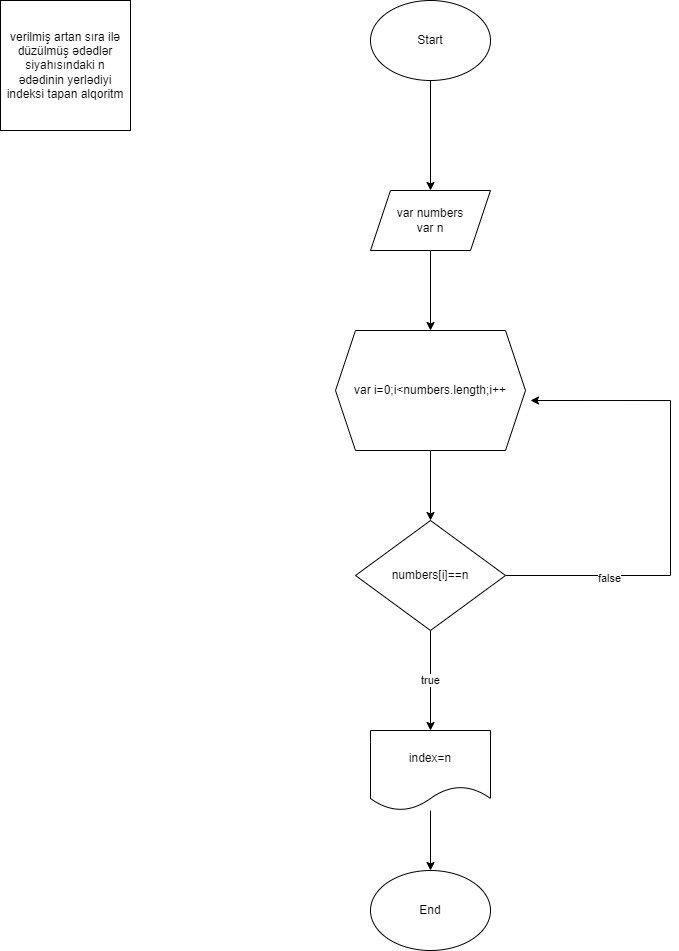 verilmiş artan sıra ilə
düzülmüş ədədlər
siyahısındaki n
ədədinin yerlədiyi
indeksi tapan alqoritm
Start
var numbers
var n
var i=0;i<numbers.length;i++
numbers[i]==n
false
true
index=n
End